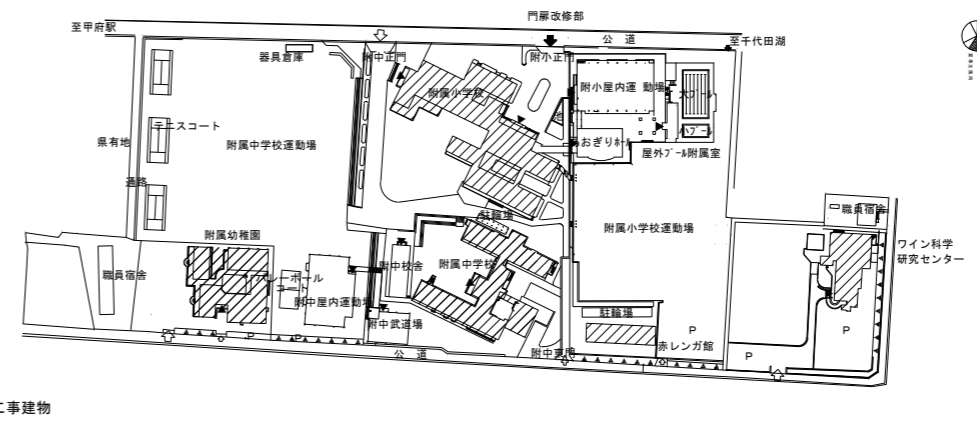 門扉改修部
至甲府駅
公道
至千代田湖
器具倉庫
附中正門
附小正門
附属小学校
附小屋内運動場
大プール
小プール
池
あおぎりホール
屋外プール附属室
テニスコート
県有地
附属中学校運動場
通路
駐輪場
附属小学校運動場
職員宿舎
ワイン科学
研究センター
附属幼稚園
職員宿舎
バレーボール
コート
附中屋内運動場
附中校舎
附属中学校
附中武道場
駐輪場
赤レンガ館
附中東門
公道
P
P
P
P
P
工事建物